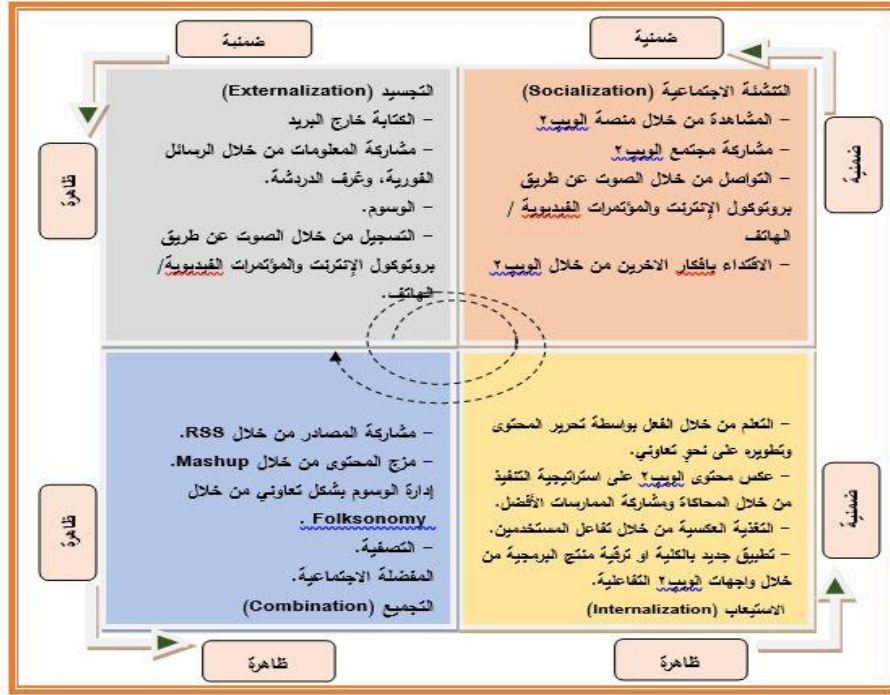 ضمنية
ضمنية
ضمنية
ظاهرة
التنشئة الاجتماعية (Socialization)
– المشاهدة من خلال منصة الويب٢
– مشاركة مجتمع الويب٢
– التواصل من خلال الصوت عن طريق
بروتوكول الإنترنت والمؤتمرات الفيديوية /
الهاتف
– الاقتداء بافكار الاخرين من خلال الويب٢
التجسيد (Externalization)
– الكتابة خارج البريد
– مشاركة المعلومات من خلال الرسائل
الفورية، وغرف الدردشة.
– الوسوم.
– التسجيل من خلال الصوت عن طريق
بروتوكول الإنترنت والمؤتمرات الفيديوية/
الهاتف.
– التعلم من خلال الفعل بواسطة تحرير المحتوى
وتطويره على نحو تعاوني.
– عكس محتوى الويب٢ على استراتيجية التنفيذ
من خلال المحاكاة ومشاركة الممارسات الأفضل.
– التغذية العكسية من خلال تفاعل المستخدمين.
– تطبيق جديد بالكلية او ترقية منتج البرمجية من
خلال واجهات الويب٢ التفاعلية.
الاستيعاب (Internalization)
– مشاركة المصادر من خلال RSS.
– مزج المحتوى من خلال Mashup.
إدارة الوسوم بشكل تعاوني من خلال
Folksonomy .
– التصفية.
المفضلة الاجتماعية.
التجميع (Combination)
ضمنية
ظاهرة
ظاهرة
ظاهرة